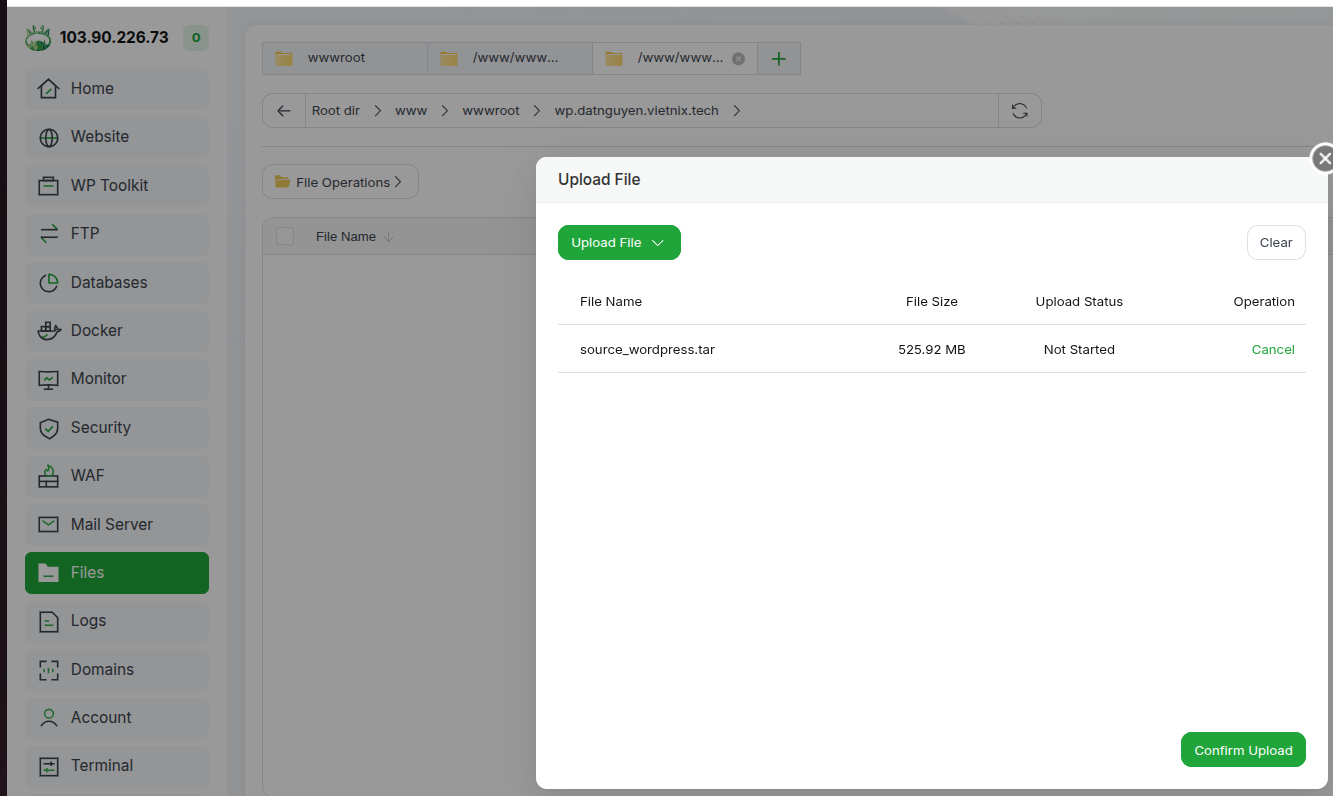 103.90.226.73 0
Home
Website
WP Toolkit
FTP
Databases
Docker
Monitor
Security
WAF
Mail Server
Files
Logs
Domains
Account
Terminal
wwwroot /www/www... /www/www...
Root dir www wwwroot wp.datnguyen.vietnix.tech
File Operations
File Name
Upload File
Upload File Clear
File Name File Size Upload Status Operation
source_wordpress.tar 525.92 MB Not Started Cancel
Confirm Upload